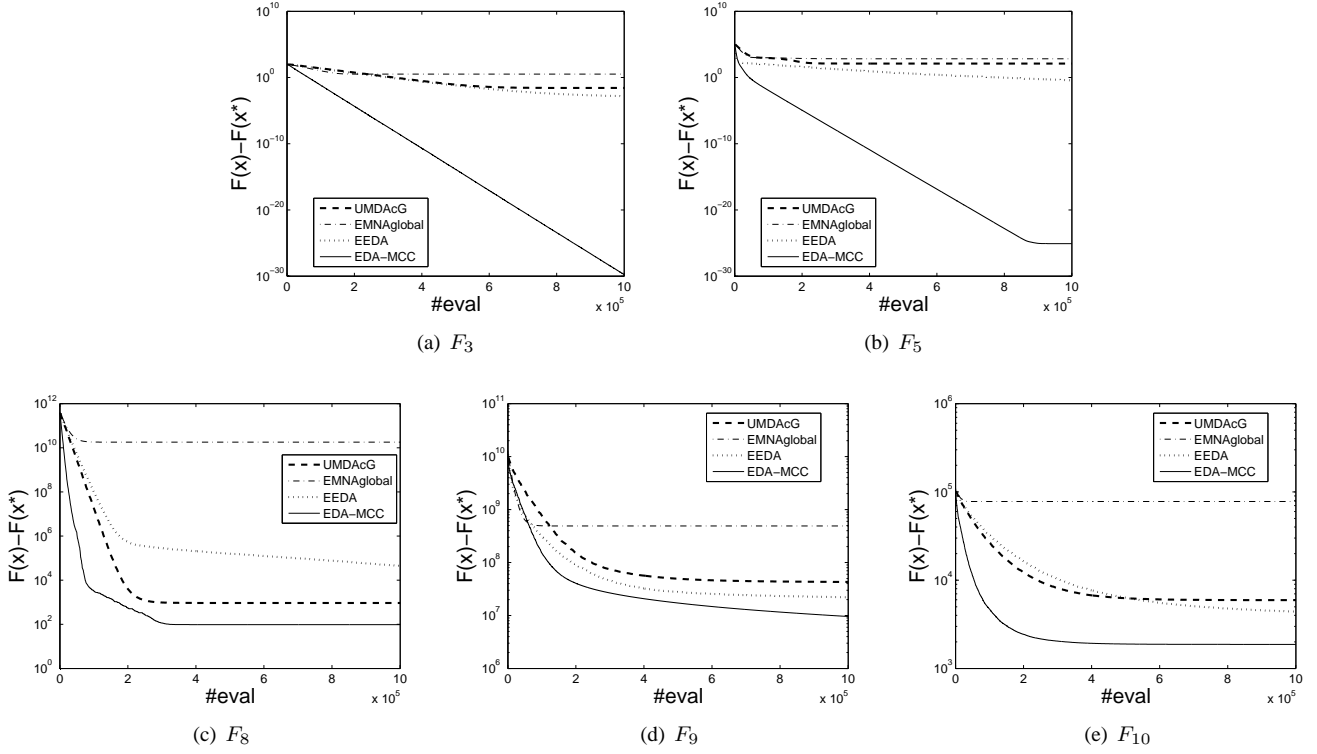 10^10
10^0
10^−10
10^−20
10^−30
F(x)−F(x*)
0 2 4 6 8 10
x 10^5
#eval
UMDAcG
EMNAglobal
EEDA
EDA−MCC
(a) F_3
10^10
10^0
10^−10
10^−20
10^−30
F(x)−F(x*)
0 2 4 6 8 10
x 10^5
#eval
UMDAcG
EMNAglobal
EEDA
EDA−MCC
(b) F_5
10^12
10^10
10^8
10^6
10^4
10^2
10^0
F(x)−F(x*)
0 2 4 6 8 10
x 10^5
#eval
UMDAcG
EMNAglobal
EEDA
EDA−MCC
(c) F_8
10^11
10^10
10^9
10^8
10^7
10^6
F(x)−F(x*)
0 2 4 6 8 10
x 10^5
#eval
UMDAcG
EMNAglobal
EEDA
EDA−MCC
(d) F_9
10^6
10^5
10^4
10^3
F(x)−F(x*)
0 2 4 6 8 10
x 10^5
#eval
UMDAcG
EMNAglobal
EEDA
EDA−MCC
(e) F_10